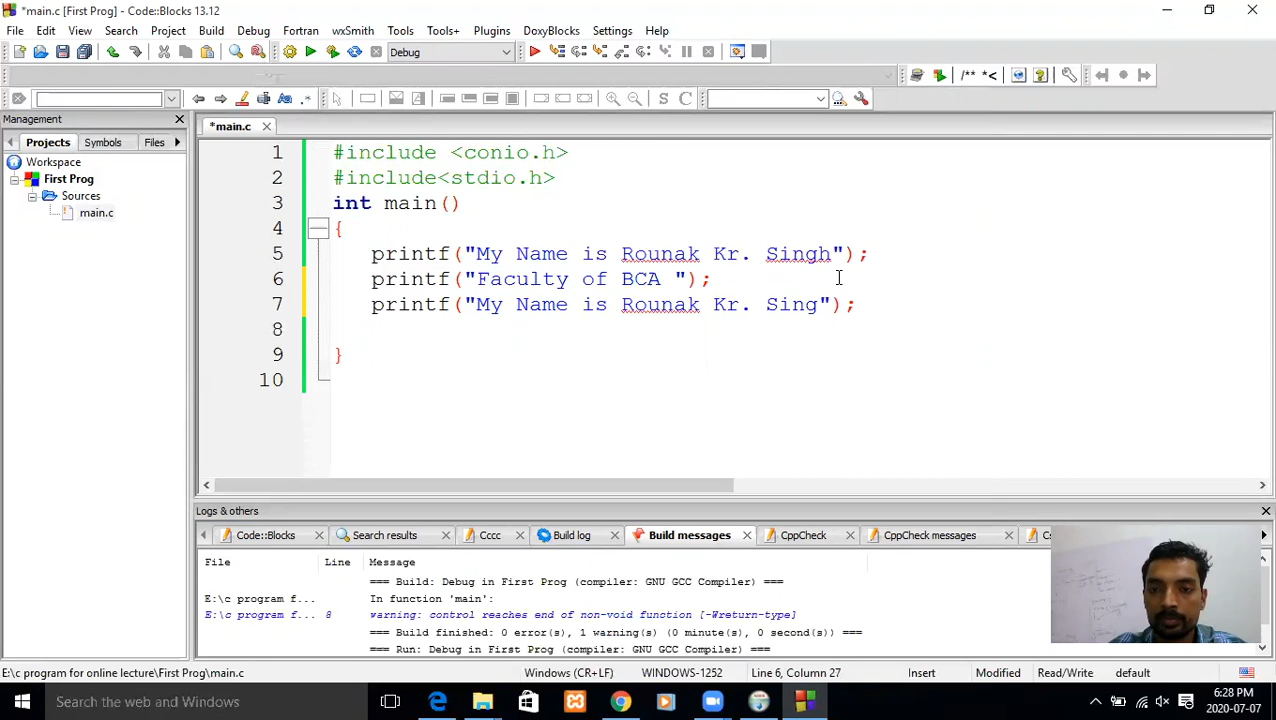 *main.c [First Prog] - Code::Blocks 13.12
File Edit View Search Project Build Debug Fortran wxSmith Tools Tools+ Plugins DoxyBlocks Settings Help
Debug
/** *<
S C
Management
Projects Symbols Files
*main.c
Workspace
First Prog
Sources
main.c
1 #include <conio.h>
2 #include<stdio.h>
3 int main()
4 {
5 printf("My Name is Rounak Kr. Singh");
6 printf("Faculty of BCA ");
7 printf("My Name is Rounak Kr. Sing");
8
9 }
10
Logs & others
Code::Blocks Search results Cccc Build log Build messages CppCheck CppCheck messages
File Line Message
=== Build: Debug in First Prog (compiler: GNU GCC Compiler) ===
E:\c program f... In function 'main':
E:\c program f... 8 warning: control reaches end of non-void function [-Wreturn-type]
=== Build finished: 0 error(s), 1 warning(s) (0 minute(s), 0 second(s)) ===
=== Run: Debug in First Prog (compiler: GNU GCC Compiler) ===
E:\c program for online lecture\First Prog\main.c Windows (CR+LF) WINDOWS-1252 Line 6, Column 27 Insert Modified Read/Write default
Search the web and Windows
6:28 PM
2020-07-07